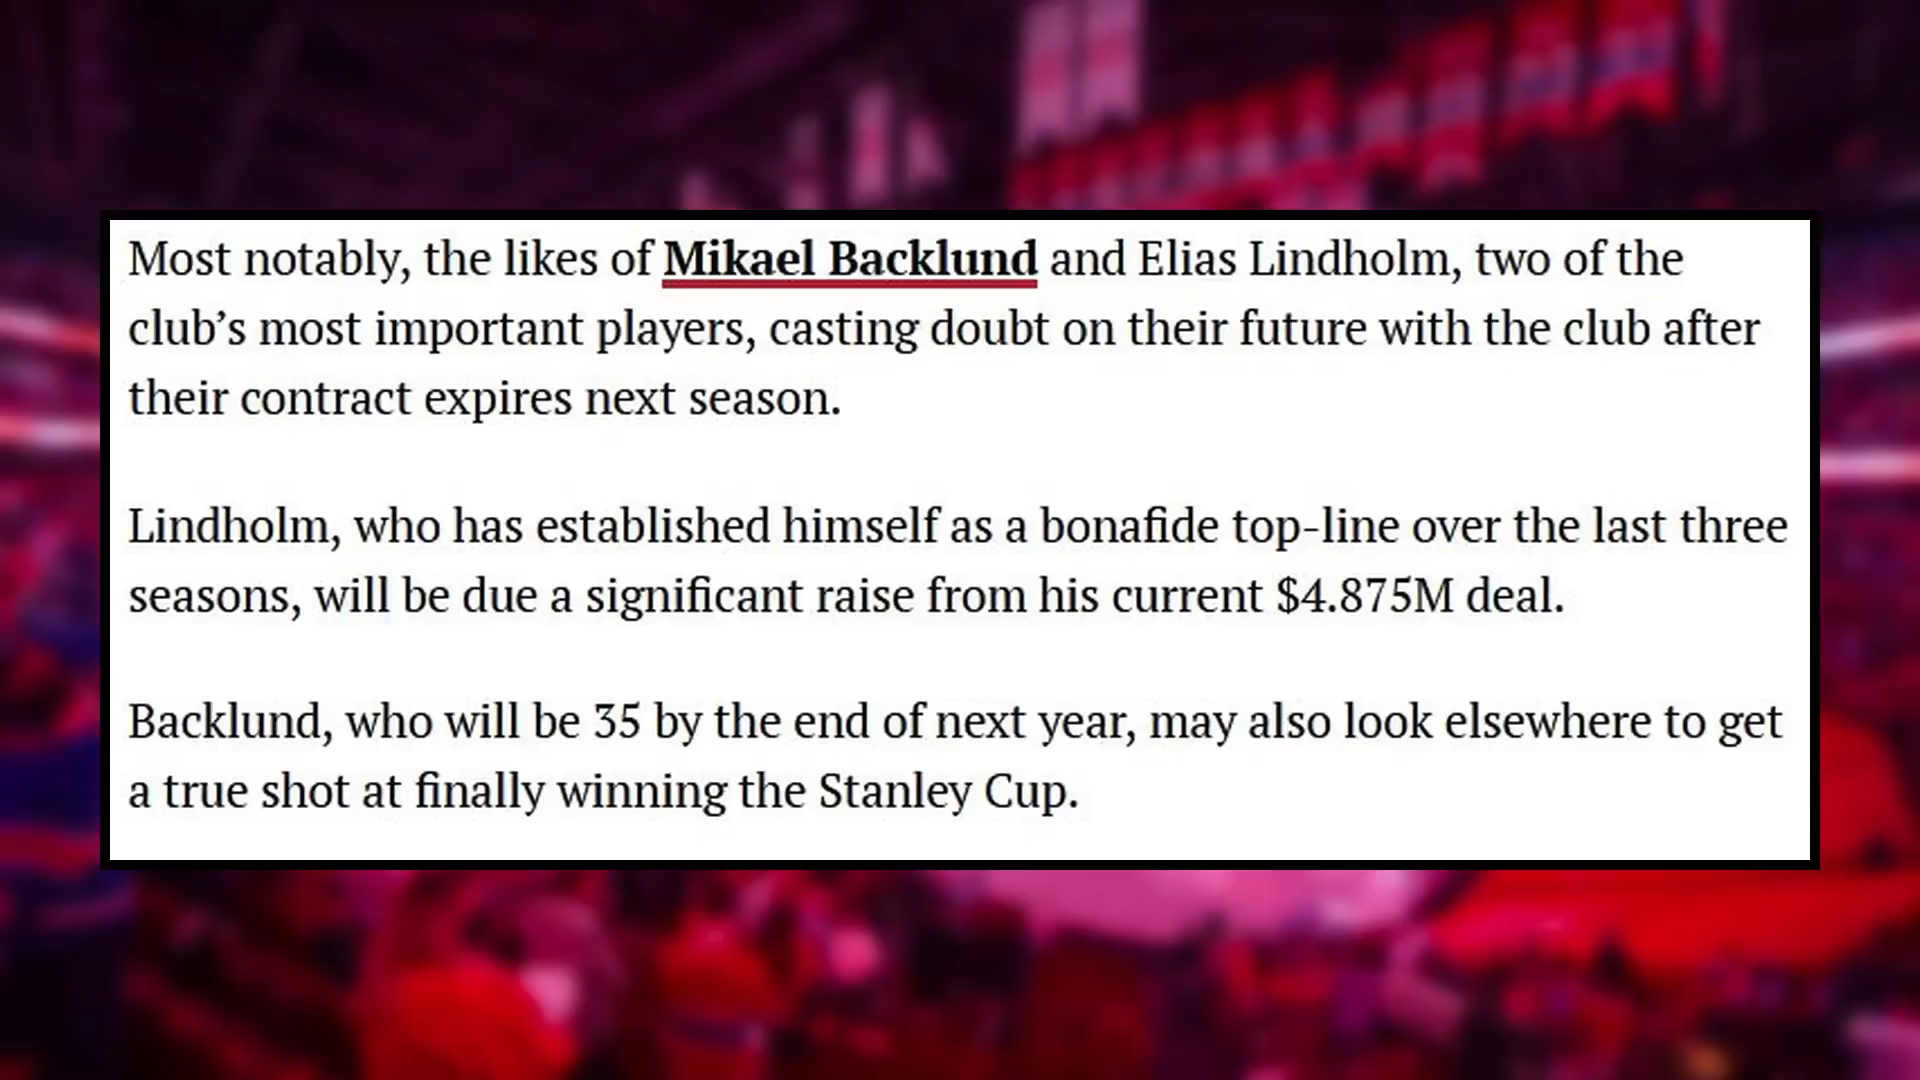 Most notably, the likes of Mikael Backlund and Elias Lindholm, two of the
club’s most important players, casting doubt on their future with the club after
their contract expires next season.
Lindholm, who has established himself as a bonafide top-line over the last three
seasons, will be due a significant raise from his current $4.875M deal.
Backlund, who will be 35 by the end of next year, may also look elsewhere to get
a true shot at finally winning the Stanley Cup.